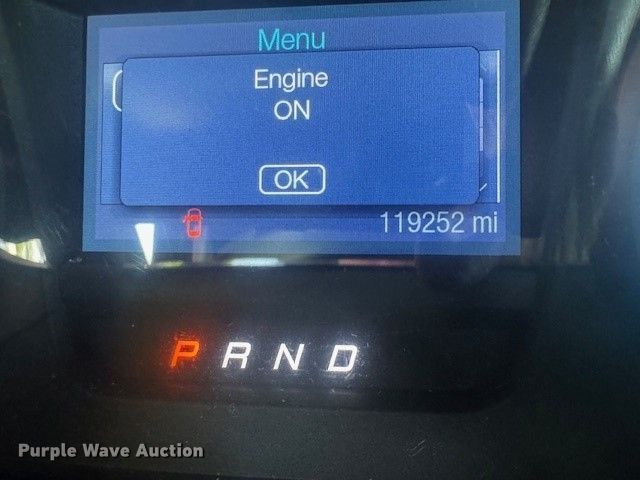 Menu
Engine
ON
OK
119252 mi
P R N D
Purple Wave Auction